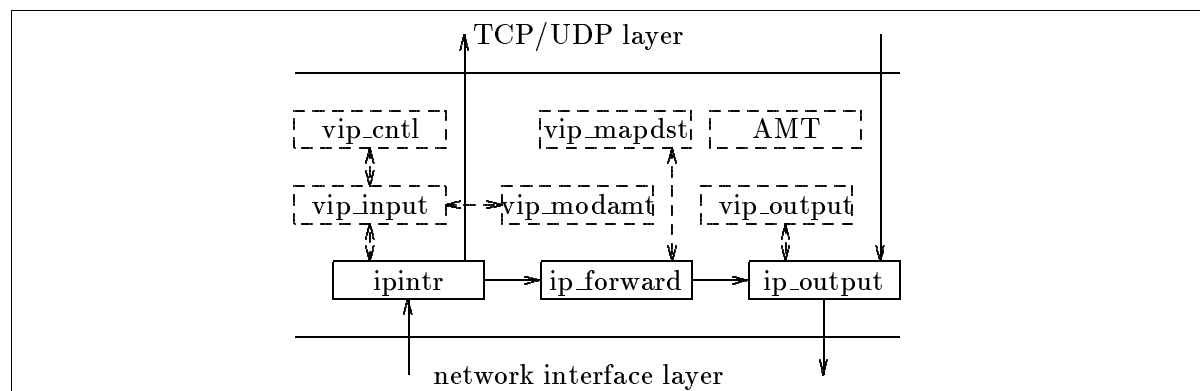 TCP/UDP layer
vip_cntl
vip_mapdst
AMT
vip_input
vip_modamt
vip_output
ipintr
ip_forward
ip_output
network interface layer